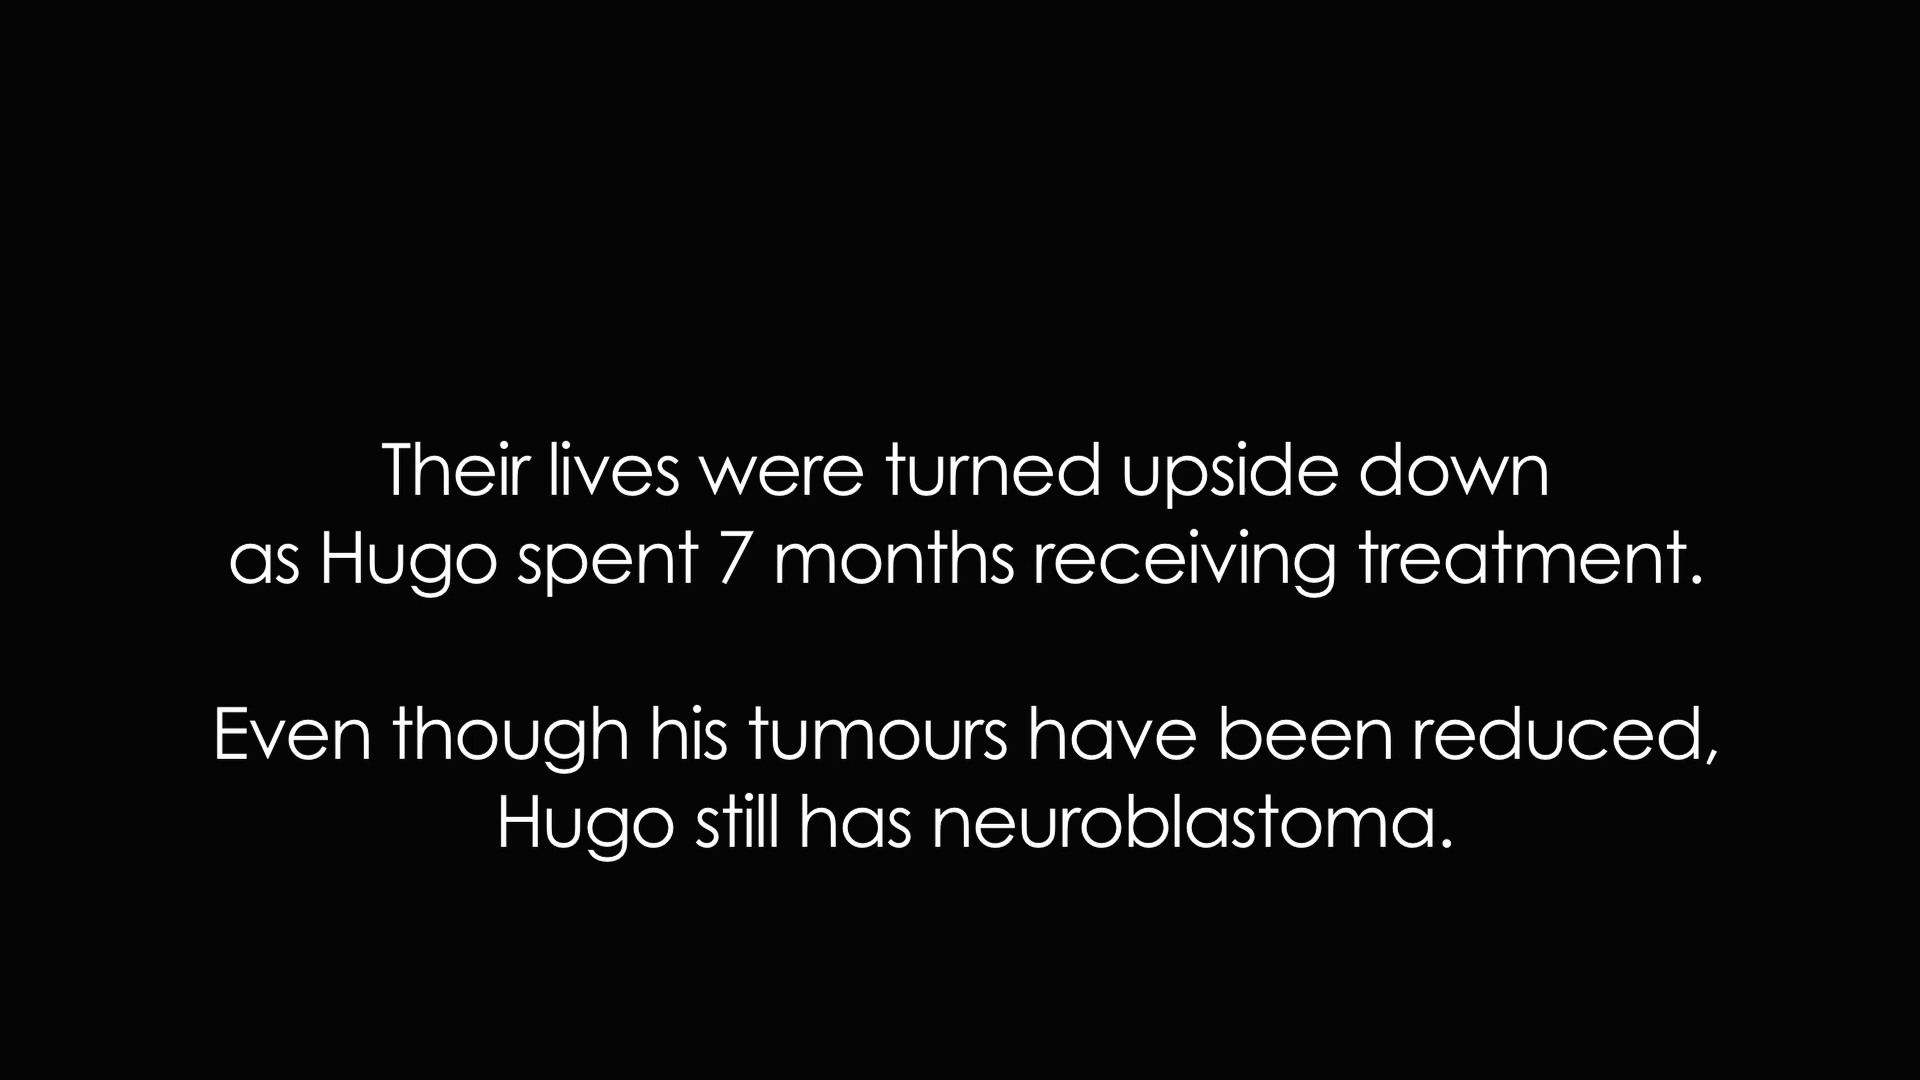 Their lives were turned upside down
as Hugo spent 7 months receiving treatment.
Even though his tumours have been reduced,
Hugo still has neuroblastoma.